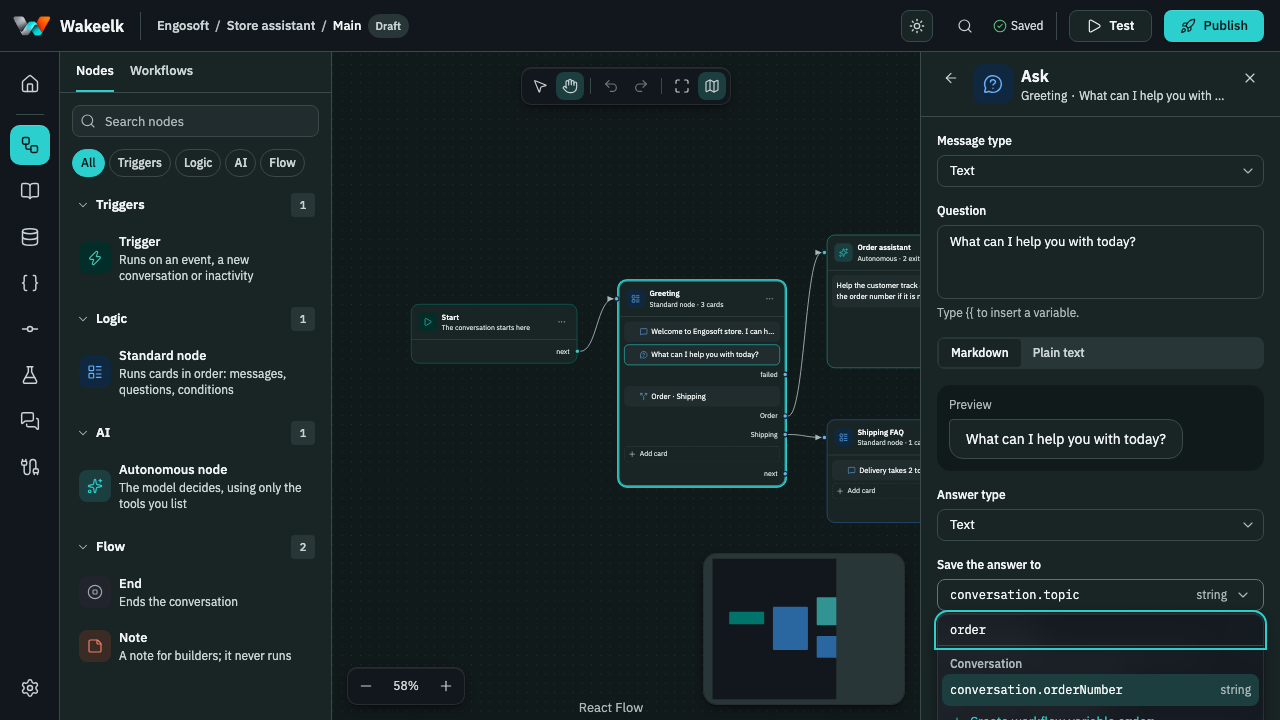 Wakeelk
Engosoft / Store assistant / Main Draft
Saved
Test
Publish
Nodes Workflows
Search nodes
All Triggers Logic AI Flow
Triggers 1
Trigger
Runs on an event, a new
conversation or inactivity
Logic 1
Standard node
Runs cards in order: messages,
questions, conditions
AI 1
Autonomous node
The model decides, using only the
tools you list
Flow 2
End
Ends the conversation
Note
A note for builders; it never runs
Start
The conversation starts here
next
Greeting
Standard node · 3 cards
Welcome to Engosoft store. I can h...
What can I help you with today?
failed
Order · Shipping
Order
Shipping
Add card
next
Order assistant
Autonomous · 2 exit
Help the customer track
the order number if it is
Shipping FAQ
Standard node · 1
Delivery takes 2
Add card
58%
React Flow
Ask
Greeting · What can I help you with ...
Message type
Text
Question
What can I help you with today?
Type {{ to insert a variable.
Markdown Plain text
Preview
What can I help you with today?
Answer type
Text
Save the answer to
conversation.topic string
order
Conversation
conversation.orderNumber string
Create workflow variable order